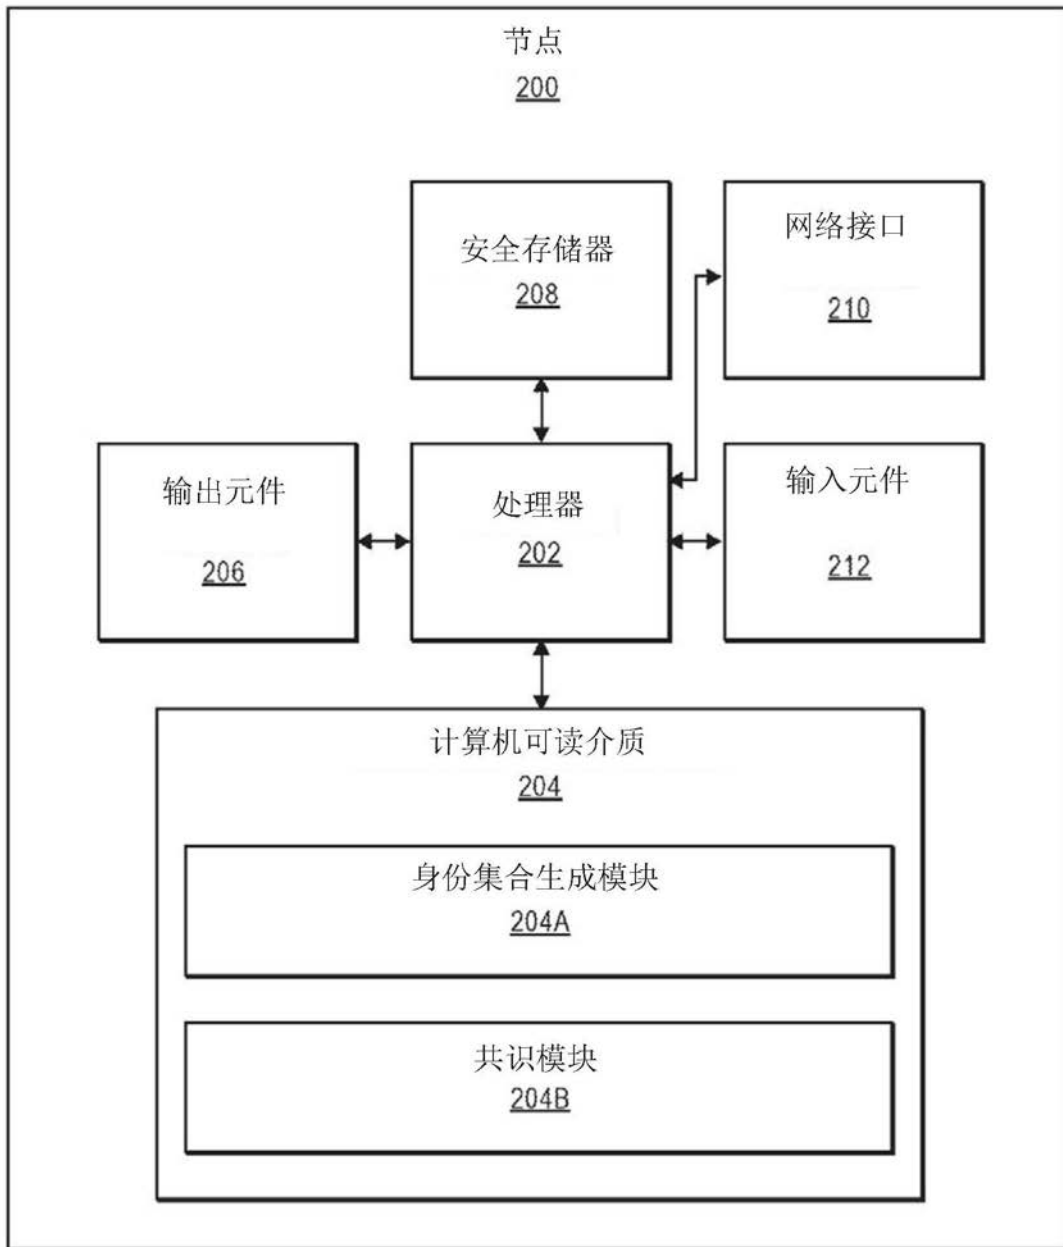 节点
200
安全存储器
208
网络接口
210
输出元件
206
处理器
202
输入元件
212
计算机可读介质
204
身份集合生成模块
204A
共识模块
204B